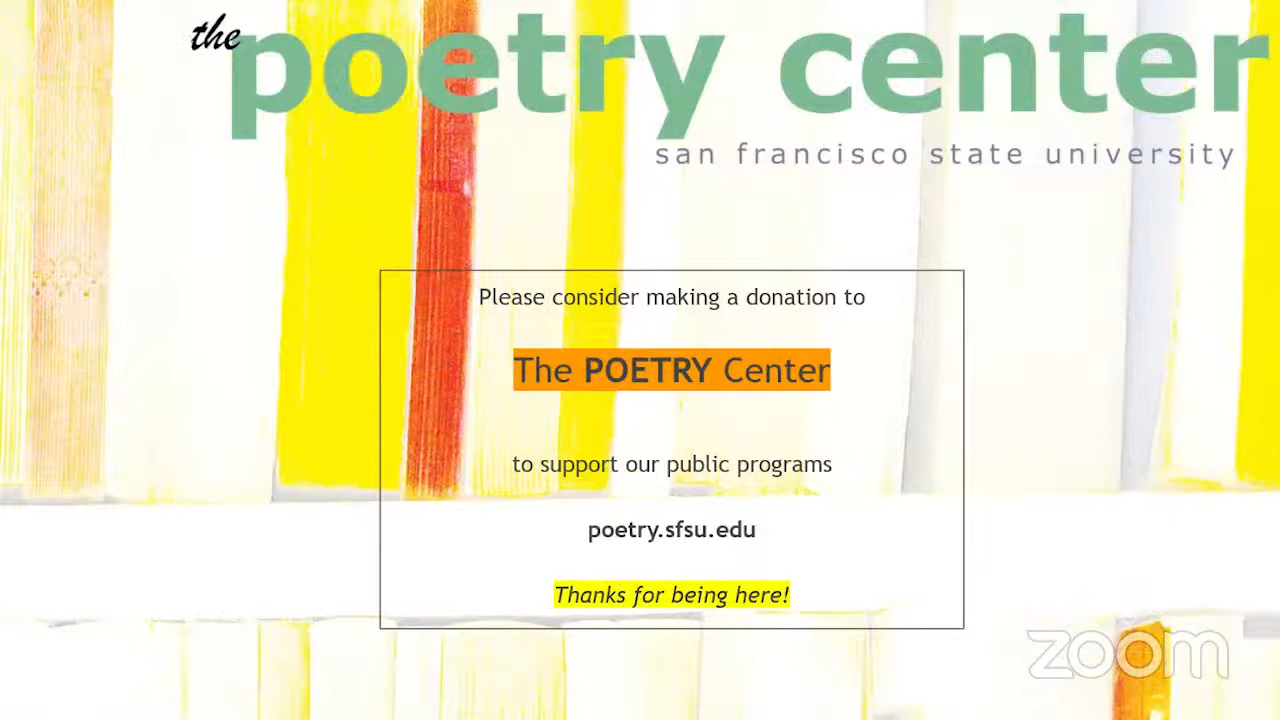 the poetry center
san francisco state university
Please consider making a donation to
The POETRY Center
to support our public programs
poetry.sfsu.edu
Thanks for being here!
zoom